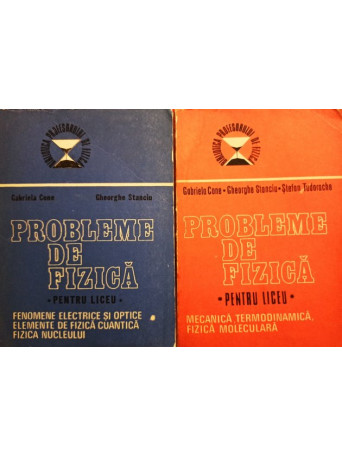 BIBLIOTECA PROFESORULUI DE FIZICĂ
Gabriela Cone Gheorghe Stanciu
PROBLEME
DE
FIZICĂ
• PENTRU LICEU •
FENOMENE ELECTRICE ȘI OPTICE
ELEMENTE DE FIZICĂ CUANTICĂ
FIZICA NUCLEULUI
BIBLIOTECA PROFESORULUI DE FIZICĂ
Gabriela Cone • Gheorghe Stanciu • Ștefan Tudorache
PROBLEME
DE
FIZICĂ
• PENTRU LICEU •
MECANICĂ, TERMODINAMICĂ,
FIZICĂ MOLECULARĂ